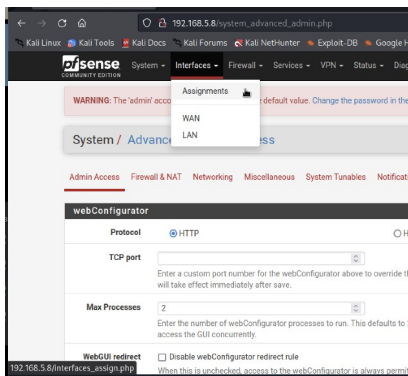 192.168.5.8/system_advanced_admin.php
Kali Linux Kali Tools Kali Docs Kali Forums Kali NetHunter Exploit-DB Google H
pfsense System Interfaces Firewall Services VPN Status Diag
COMMUNITY EDITION
Assignments
WARNING: The 'admin' acco default value. Change the password in the
WAN
LAN
System / Advanc ess
Admin Access Firewall & NAT Networking Miscellaneous System Tunables Notificati
webConfigurator
Protocol HTTP H
TCP port
Enter a custom port number for the webConfigurator above to override th
will take effect immediately after save.
Max Processes 2
Enter the number of webConfigurator processes to run. This defaults to
access the GUI concurrently.
WebGUI redirect Disable webConfigurator redirect rule
192.168.5.8/interfaces_assign.php When this is unchecked, access to the webConfigurator is always permit